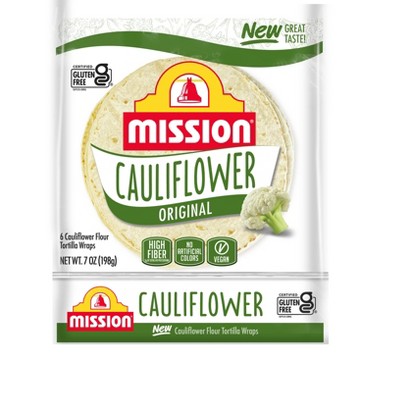 New GREAT
TASTE!
CERTIFIED
GLUTEN
FREE
MISSION
CAULIFLOWER
ORIGINAL
6 Cauliflower Flour
Tortilla Wraps
NET WT. 7 OZ (198g)
HIGH
FIBER
NO
ARTIFICIAL
COLORS
VEGAN
MISSION
CAULIFLOWER
New Cauliflower Flour Tortilla Wraps
CERTIFIED
GLUTEN
FREE